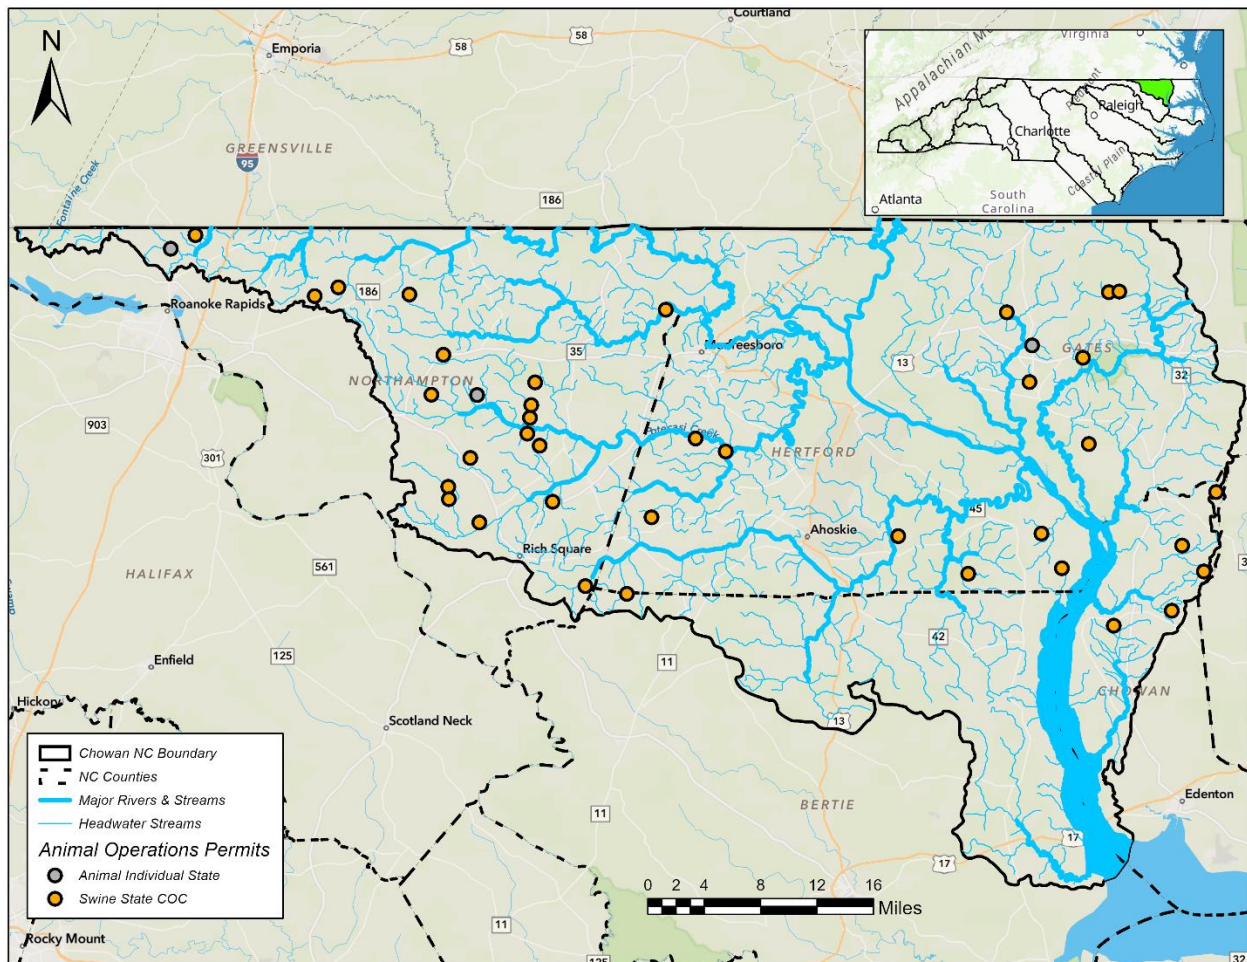 Courtland
58
58
Emporia
N
Virginia
Appalachian Mo
Piedmont
Raleigh
Charlotte
Coastal Plain
Atlanta
South
Carolina
GREENSVILLE
95
Fontaine Creek
186
186
Roanoke Rapids
35
Murfreesboro
13
GATES
32
NORTHAMPTON
903
301
Potecasi Creek
HERTFORD
45
Ahoskie
Rich Square
HALIFAX
561
Enfield
125
11
42
CHOWAN
Hickory
Scotland Neck
13
Chowan NC Boundary
NC Counties
Major Rivers & Streams
Headwater Streams
Animal Operations Permits
Animal Individual State
Swine State COC
BERTIE
Edenton
11
17
17
0 2 4 8 12 16
Miles
11
Rocky Mount
125
32